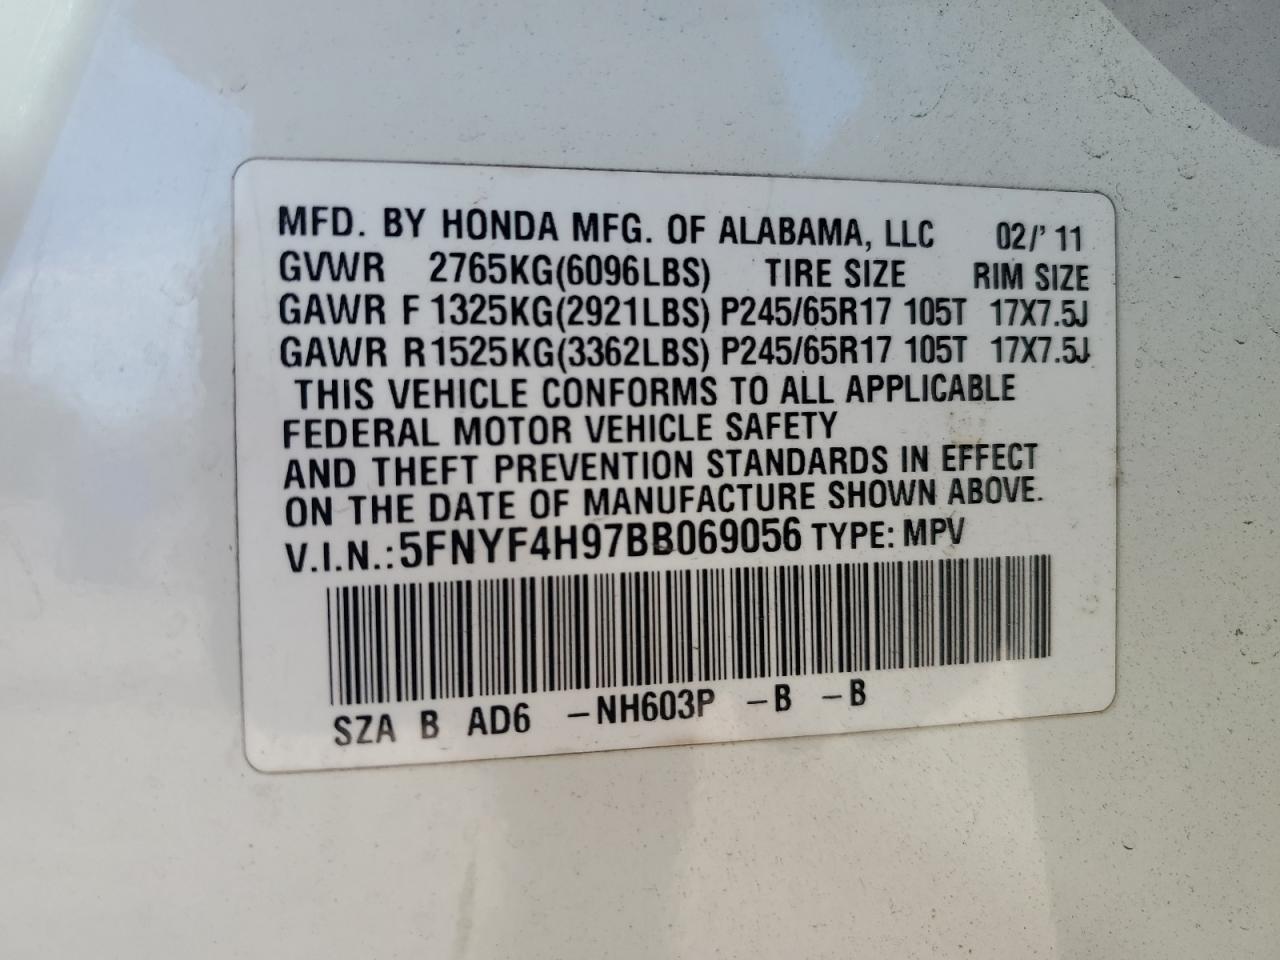 MFD. BY HONDA MFG. OF ALABAMA, LLC 02/' 11
GVWR 2765KG(6096LBS) TIRE SIZE RIM SIZE
GAWR F 1325KG(2921LBS) P245/65R17 105T 17X7.5J
GAWR R1525KG(3362LBS) P245/65R17 105T 17X7.5J
THIS VEHICLE CONFORMS TO ALL APPLICABLE
FEDERAL MOTOR VEHICLE SAFETY
AND THEFT PREVENTION STANDARDS IN EFFECT
ON THE DATE OF MANUFACTURE SHOWN ABOVE.
V.I.N.:5FNYF4H97BB069056 TYPE: MPV
SZA B AD6 –NH603P –B –B